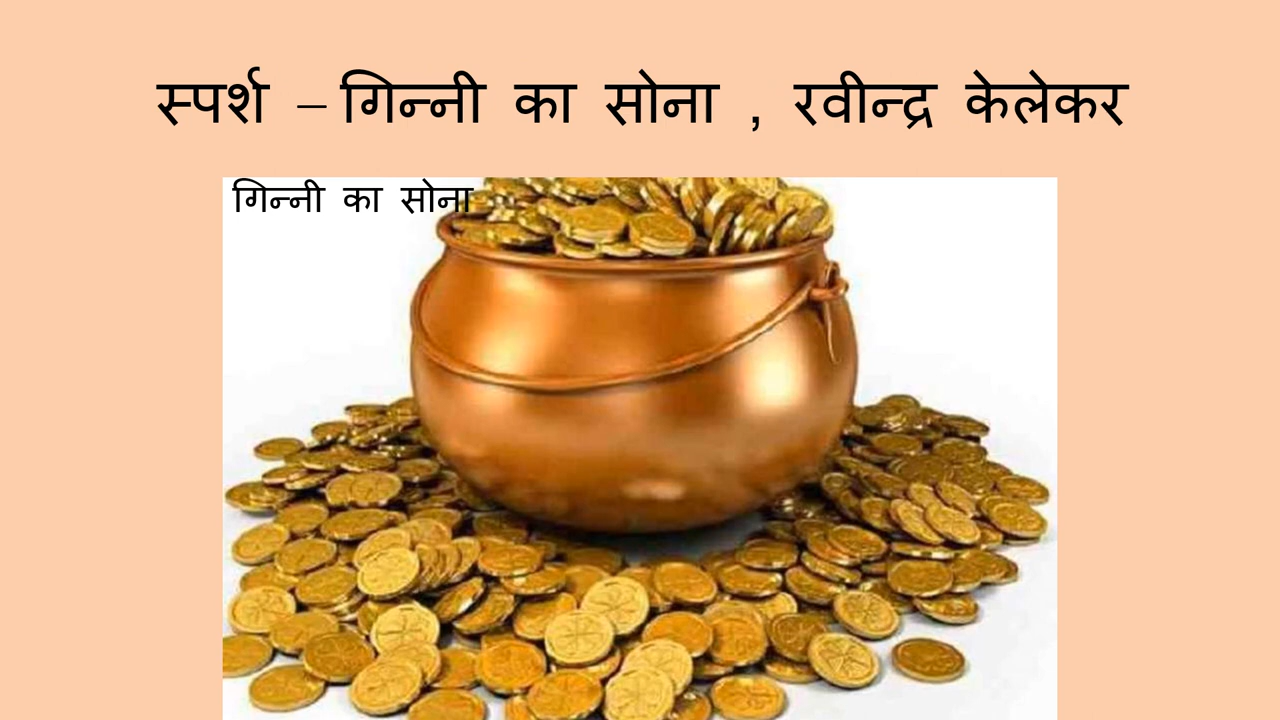 स्पर्श – गिन्नी का सोना , रवीन्द्र केलेकर
गिन्नी का सोना